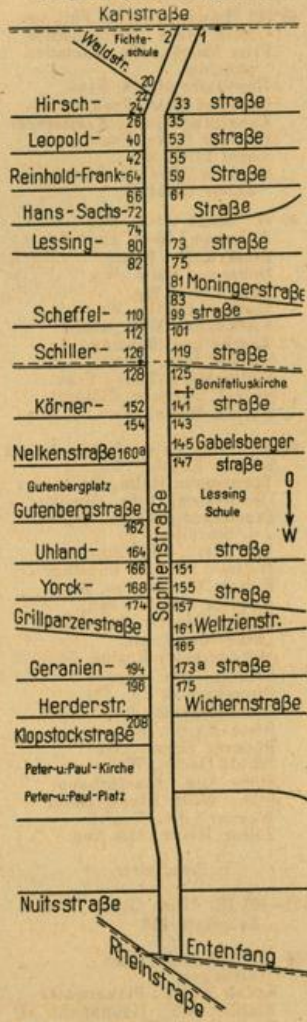 Karlstraße
Fichte-
schule
2 1
Waldstr.
20
22
Hirsch- 24 33 straße
26 35
Leopold- 40 53 straße
42 55
Reinhold-Frank- 64 59 Straße
66 61
Hans-Sachs- 72 Straße
74
Lessing- 80 73 straße
82 75
81 Moningerstraße
83
Scheffel- 110 99 straße
112 101
Schiller- 126 119 straße
128 125
Bonifatiuskirche
Körner- 152 141 straße
154 143
145 Gabelsberger
Nelkenstraße 160a 147 straße
Gutenbergplatz
Lessing
Schule
O
W
Gutenbergstraße
162
Sophienstraße
Uhland- 164 straße
166 151
Yorck- 168 155 straße
174 157
Grillparzerstraße 161 Weltzienstr.
165
Geranien- 194 173a straße
196 175
Herderstr. Wichernstraße
208
Klopstockstraße
Peter-u.-Paul-Kirche
Peter-u.-Paul-Platz
Nuitsstraße
Entenfang
Rheinstraße